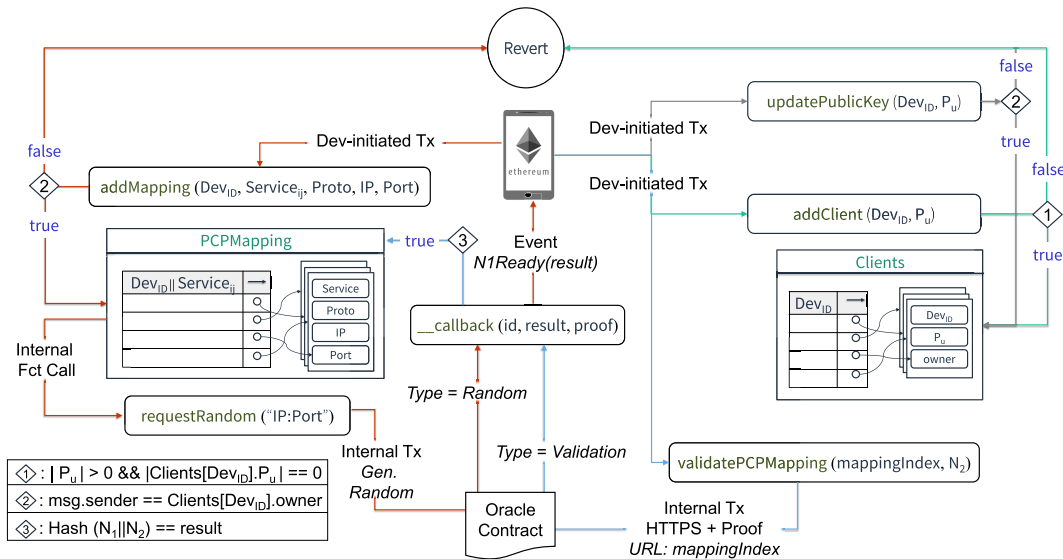 Revert
false
updatePublicKey (Dev_ID, P_u)
2
true
Dev-initiated Tx
Dev-initiated Tx
ethereum
false
2
addMapping (Dev_ID, Service_ij, Proto, IP, Port)
true
Dev-initiated Tx
false
addClient (Dev_ID, P_u)
1
true
PCPMapping
true
3
Event
N1Ready(result)
Clients
Dev_ID|| Service_ij
Service
Proto
IP
Port
Dev_ID
Dev_ID
P_u
owner
__callback (id, result, proof)
Internal
Fct Call
Type = Random
requestRandom (“IP:Port”)
Type = Validation
Internal Tx
Gen.
Random
validatePCPMapping (mappingIndex, N_2)
1 : | P_u| > 0 && |Clients[Dev_ID].P_u| == 0
2 : msg.sender == Clients[Dev_ID].owner
3 : Hash (N_1||N_2) == result
Oracle
Contract
Internal Tx
HTTPS + Proof
URL: mappingIndex